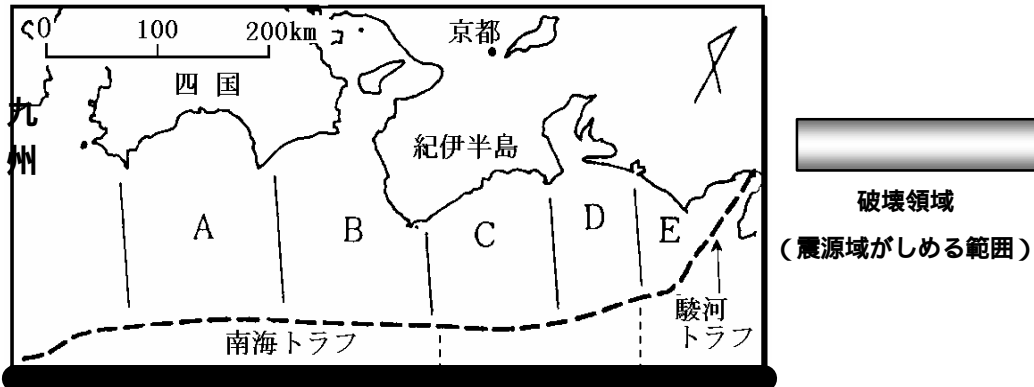 0 100 200km
京都
四国
九州
紀伊半島
A B C D E
南海トラフ
駿河
トラフ
破壊領域
(震源域がしめる範囲)